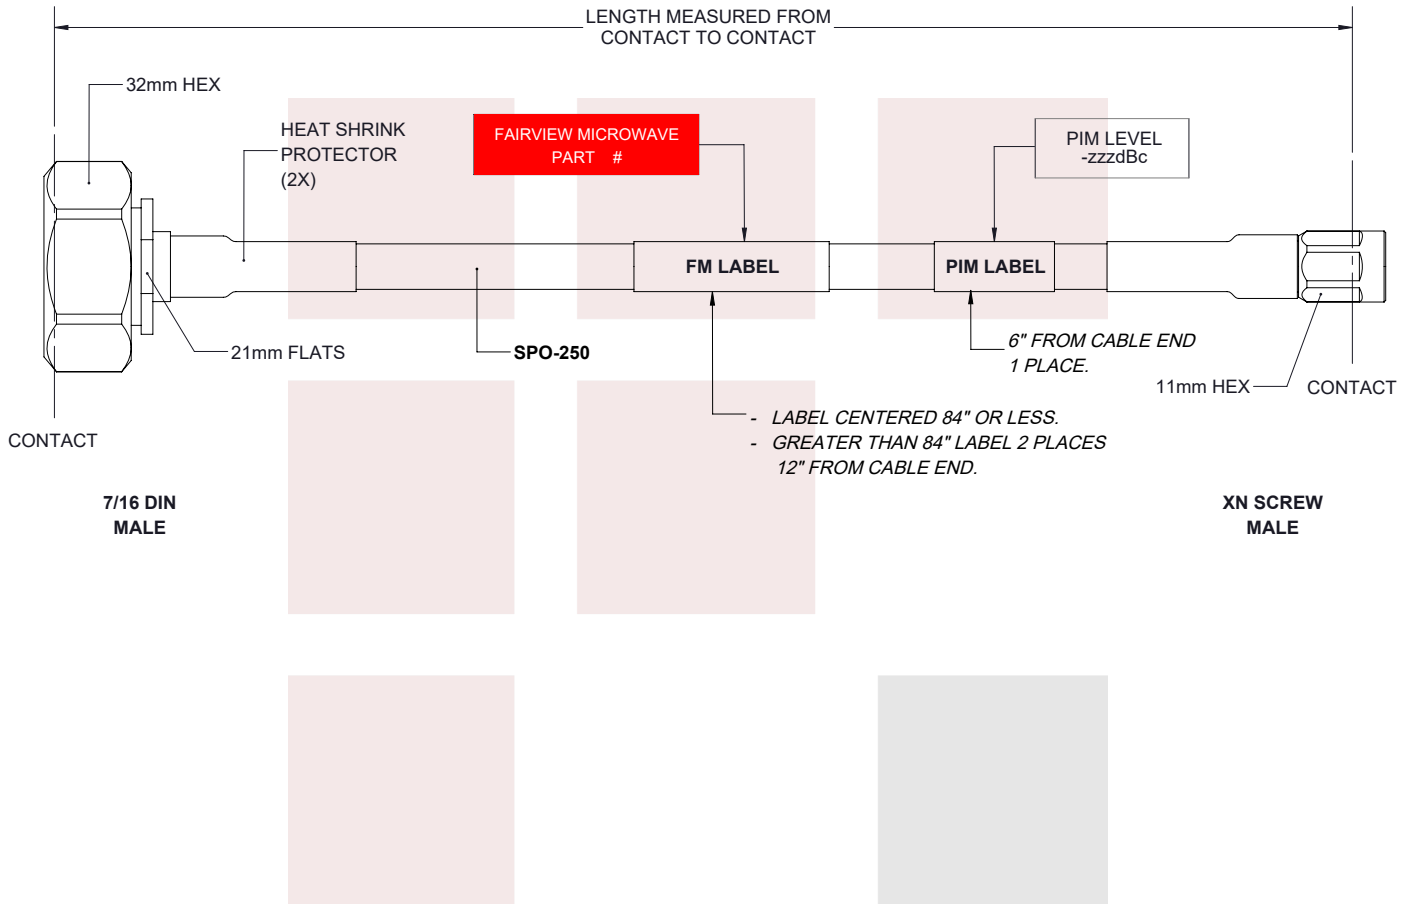 LENGTH MEASURED FROM
CONTACT TO CONTACT
32mm HEX
HEAT SHRINK
PROTECTOR
(2X)
FAIRVIEW MICROWAVE
PART #
PIM LEVEL
-zzzdBc
FM LABEL
PIM LABEL
21mm FLATS
SPO-250
6" FROM CABLE END
1 PLACE.
11mm HEX
CONTACT
CONTACT
- LABEL CENTERED 84" OR LESS.
- GREATER THAN 84" LABEL 2 PLACES
12" FROM CABLE END.
7/16 DIN
MALE
XN SCREW
MALE